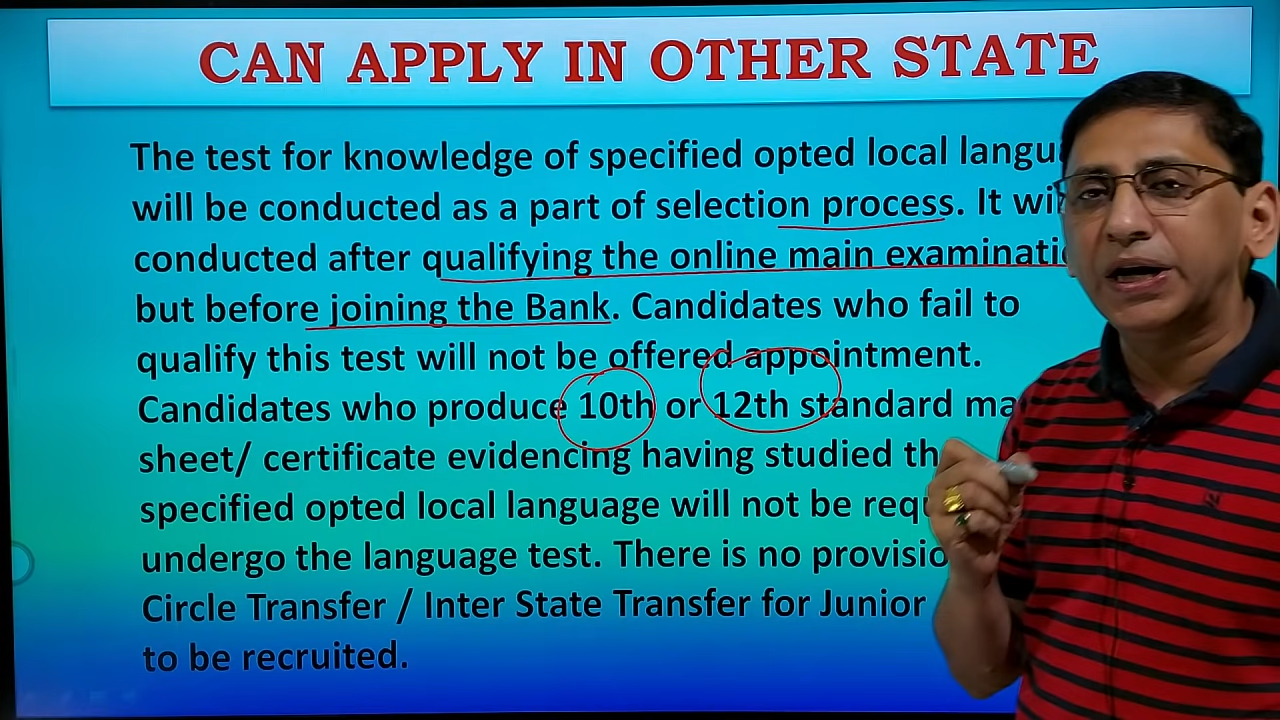 CAN APPLY IN OTHER STATE
The test for knowledge of specified opted local
will be conducted as a part of selection process. It
conducted after qualifying the online main
but before joining the Bank. Candidates who fail to
qualify this test will not be offered appointment.
Candidates who produce 10th or 12th standard
sheet/ certificate evidencing having studied
specified opted local language will not be
undergo the language test. There is no
Circle Transfer / Inter State Transfer for Junior
to be recruited.